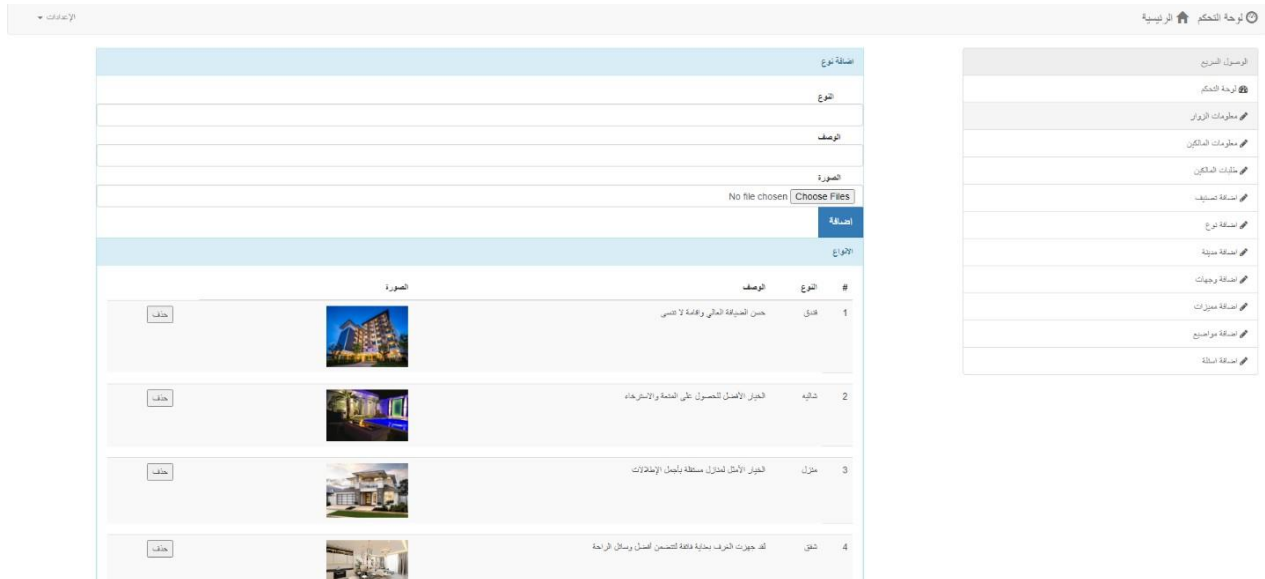 لوحة التحكم الرئيسية
الإعدادات
الوصول السريع
لوحة التحكم
معلومات الزوار
معلومات المالكين
طلبات المالكين
اضافة تصنيف
اضافة نوع
اضافة مدينة
اضافة وجهات
اضافة مميزات
اضافة مواضيع
اضافة اسئلة
اضافة نوع
النوع
الوصف
الصورة
Choose Files No file chosen
إضافة
الأنواع
# النوع الوصف الصورة
1 فندق حسن الضيافة العالي واقامة لا تنسى حذف
2 شاليه الخيار الأفضل للحصول على المتعة والاسترخاء حذف
3 منزل الخيار الأمثل لمنازل مستقلة بأجمل الإطلالات حذف
4 شقق لقد جهزت الغرف بعناية فائقة لتتضمن أفضل وسائل الراحة حذف